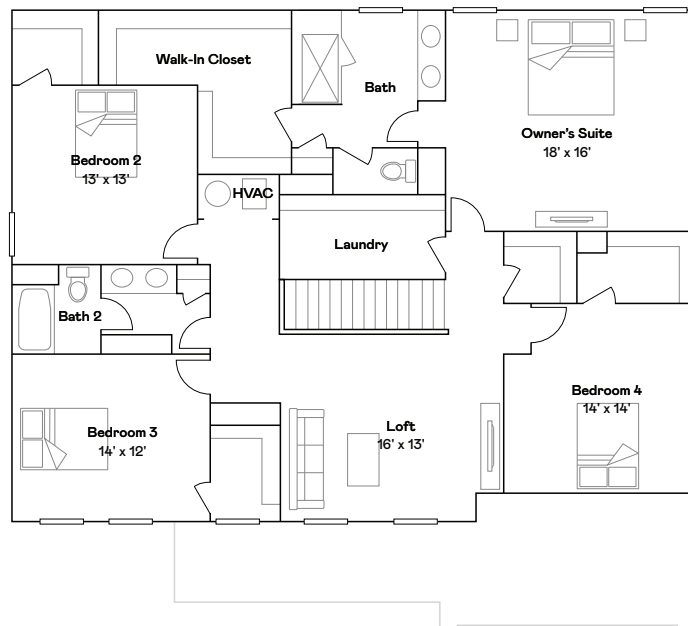 Walk-In Closet
Bath
Owner's Suite
18' x 16'
Bedroom 2
13' x 13'
HVAC
Laundry
Bath 2
Bedroom 4
14' x 14'
Bedroom 3
14' x 12'
Loft
16' x 13'